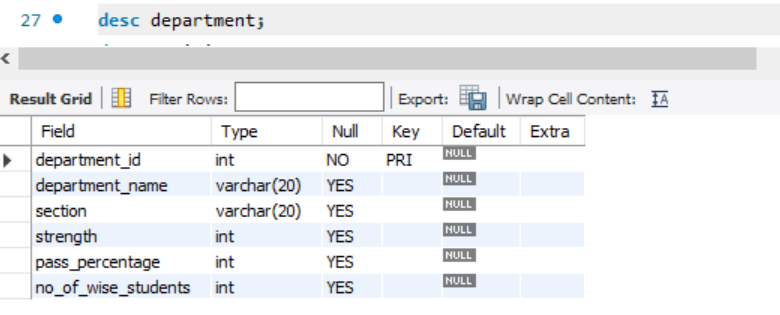 27 desc department;
Result Grid Filter Rows: Export: Wrap Cell Content: IA
Field Type Null Key Default Extra
department_id int NO PRI NULL
department_name varchar(20) YES NULL
section varchar(20) YES NULL
strength int YES NULL
pass_percentage int YES NULL
no_of_wise_students int YES NULL